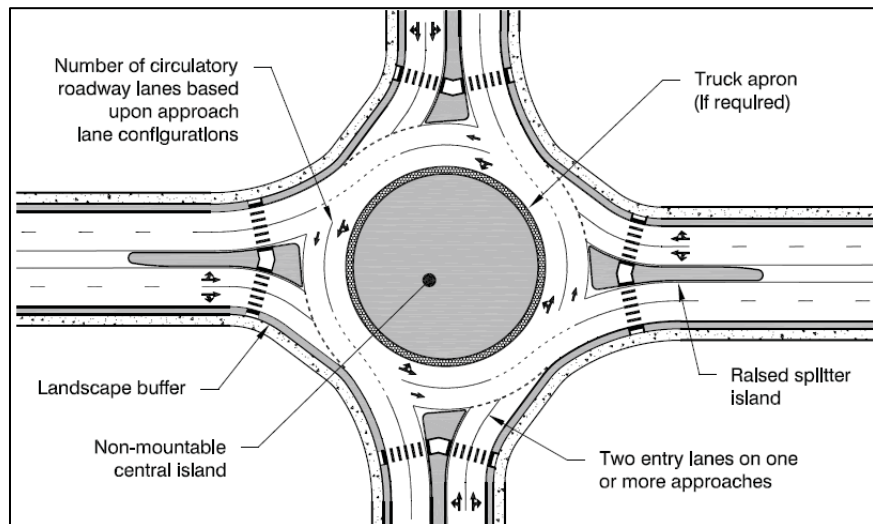 Number of circulatory
roadway lanes based
upon approach
lane configurations
Truck apron
(if required)
Landscape buffer
Raised splitter
island
Non-mountable
central island
Two entry lanes on one
or more approaches